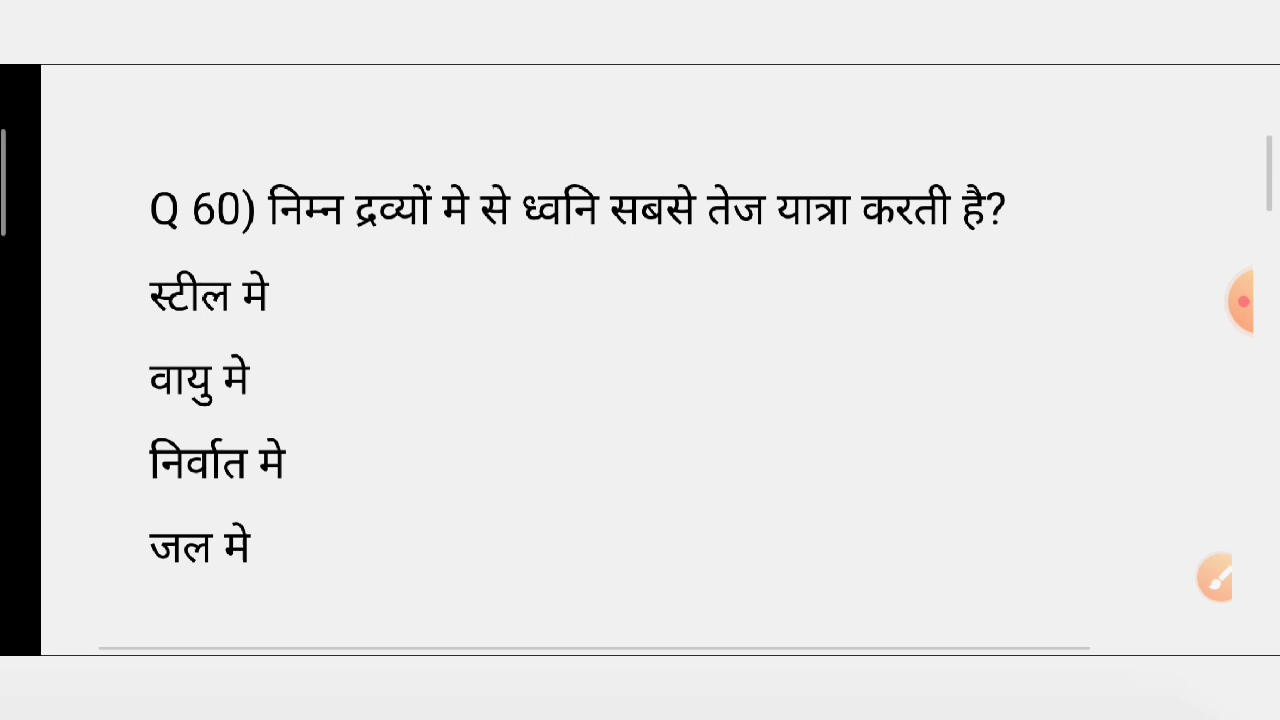 Q 60) निम्न द्रव्यों मे से ध्वनि सबसे तेज यात्रा करती है?
स्टील मे
वायु मे
निर्वात मे
जल मे